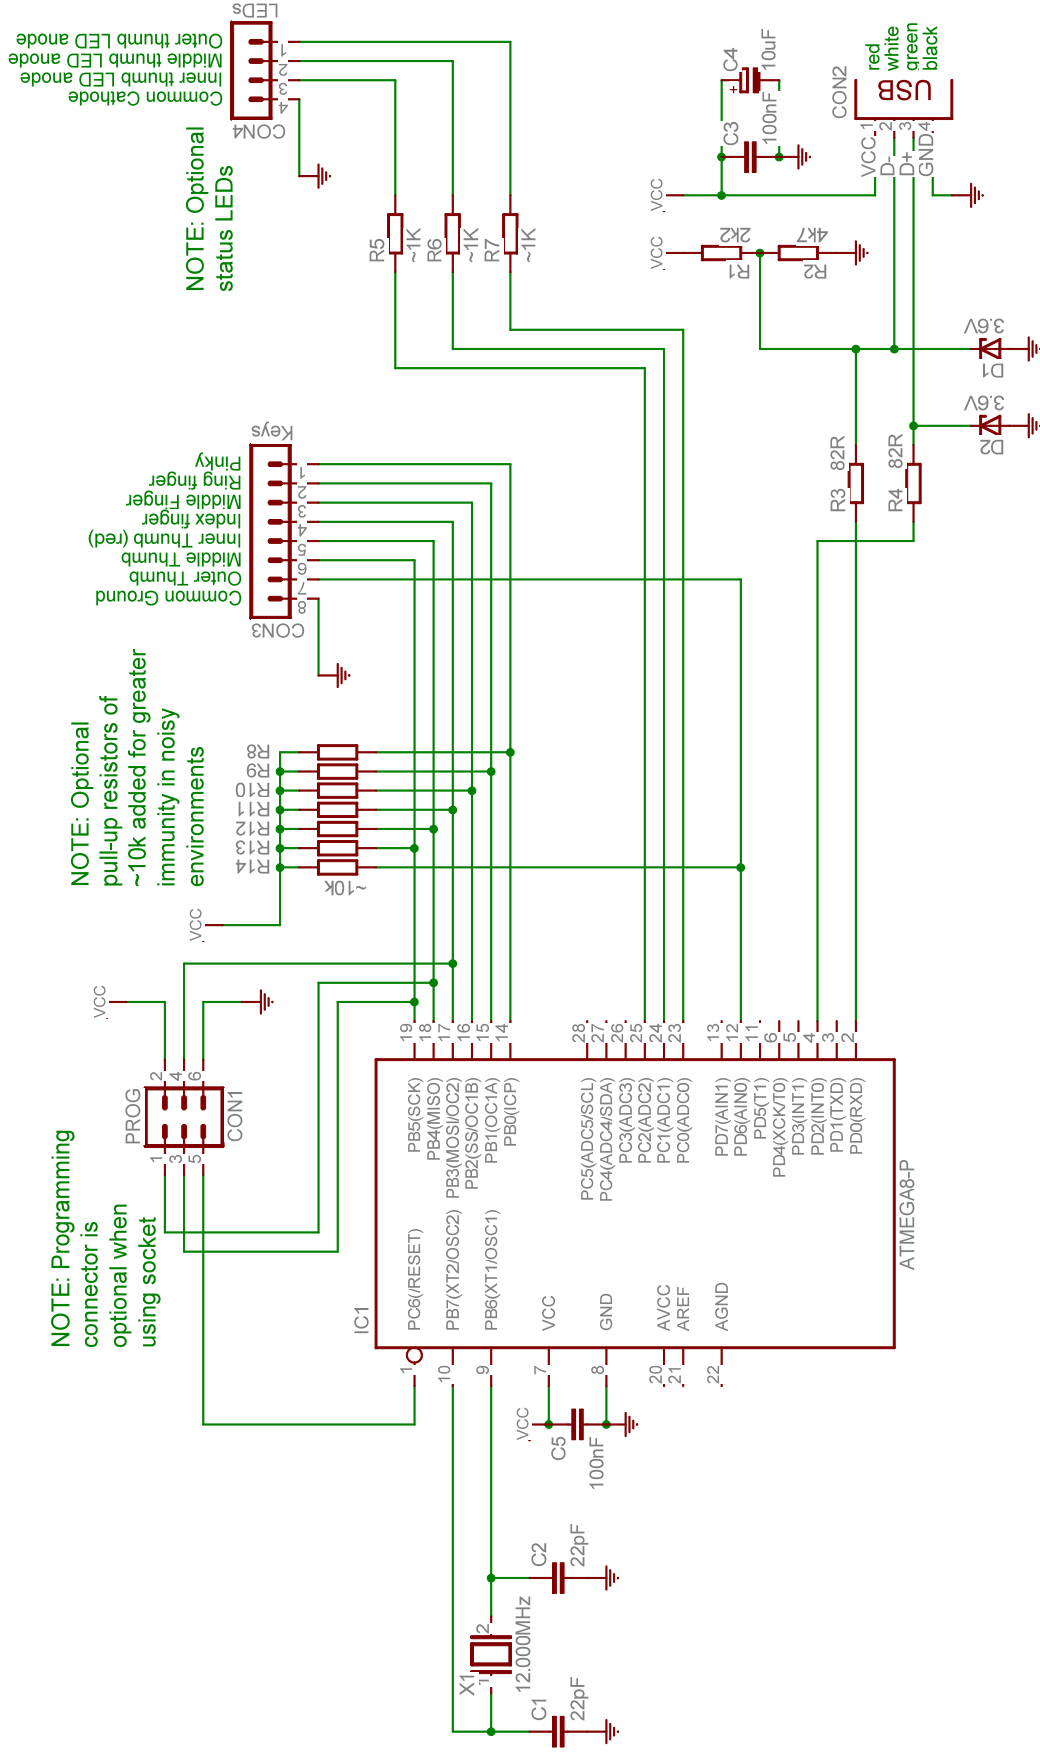 LEDs
Outer thumb LED anode
Middle thumb LED anode
Inner thumb LED anode
Common Cathode
1
2
3
4
CON4
NOTE: Optional
status LEDs
R5
~1K
R6
~1K
R7
~1K
VCC
C3
100nF
C4
+
10uF
CON2
USB
red
white
green
black
VCC 1
D- 2
D+ 3
GND 4
VCC
2k2
R1
4k7
R2
3.6V
D1
3.6V
D2
R3
82R
R4
82R
Keys
Pinky
Ring finger
Middle Finger
Index finger
Inner Thumb (red)
Middle Thumb
Outer Thumb
Common Ground
1
2
3
4
5
6
7
8
CON3
NOTE: Optional
pull-up resistors of
~10k added for greater
immunity in noisy
environments
R8
R9
R10
R11
R12
R13
R14
~10k
VCC
VCC
PROG
CON1
2
4
6
1
3
5
NOTE: Programming
connector is
optional when
using socket
IC1
ATMEGA8-P
19
18
17
16
15
14
28
27
26
25
24
23
13
12
11
6
5
4
3
2
PB5(SCK)
PB4(MISO)
PB3(MOSI/OC2)
PB2(SS/OC1B)
PB1(OC1A)
PB0(ICP)
PC5(ADC5/SCL)
PC4(ADC4/SDA)
PC3(ADC3)
PC2(ADC2)
PC1(ADC1)
PC0(ADC0)
PD7(AIN1)
PD6(AIN0)
PD5(T1)
PD4(XCK/T0)
PD3(INT1)
PD2(INT0)
PD1(TXD)
PD0(RXD)
PC6(/RESET)
PB7(XT2/OSC2)
PB6(XT1/OSC1)
VCC
GND
AVCC
AREF
AGND
1
10
9
7
8
20
21
22
VCC
C5
100nF
C2
22pF
X1
1
2
12.000MHz
C1
22pF